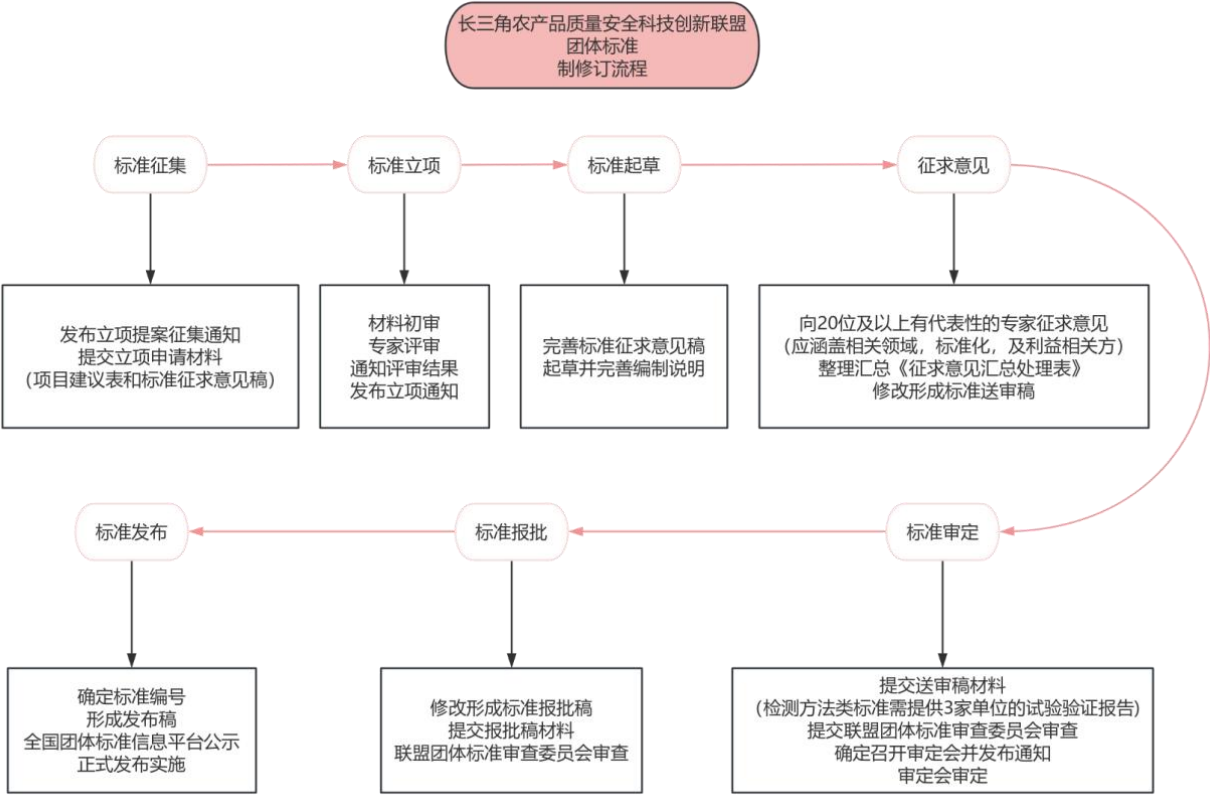 长三角农产品质量安全科技创新联盟
团体标准
制修订流程
标准征集
标准立项
标准起草
征求意见
发布立项提案征集通知
提交立项申请材料
（项目建议表和标准征求意见稿）
材料初审
专家评审
通知评审结果
发布立项通知
完善标准征求意见稿
起草并完善编制说明
向20位及以上有代表性的专家征求意见
（应涵盖相关领域，标准化，及利益相关方）
整理汇总《征求意见汇总处理表》
修改形成标准送审稿
标准发布
标准报批
标准审定
确定标准编号
形成发布稿
全国团体标准信息平台公示
正式发布实施
修改形成标准报批稿
提交报批稿材料
联盟团体标准审查委员会审查
提交送审稿材料
（检测方法类标准需提供3家单位的试验验证报告)
提交联盟团体标准审查委员会审查
确定召开审定会并发布通知
审定会审定